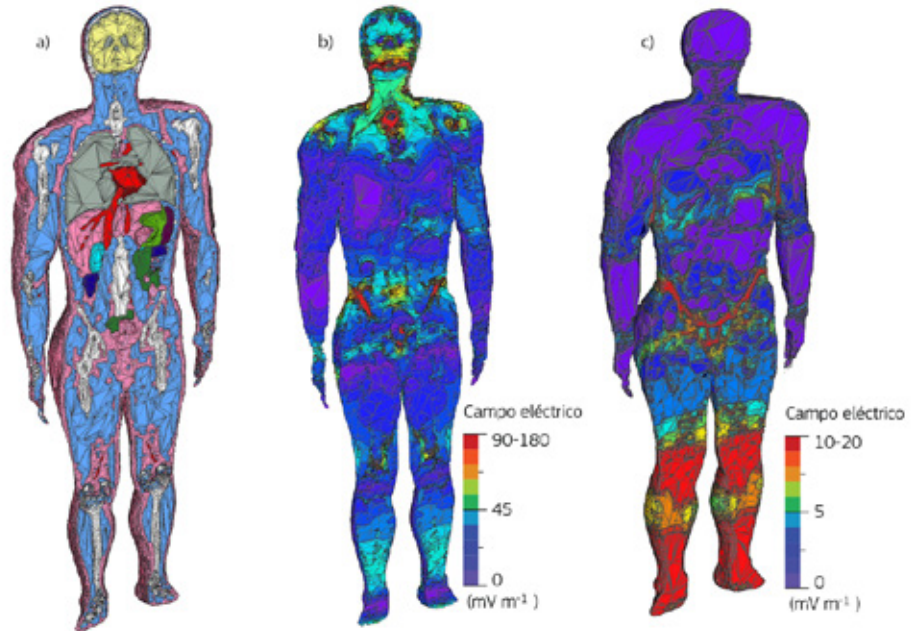 a)
b)
c)
Campo eléctrico
90-180
45
0
(mV m⁻¹ )
Campo eléctrico
10-20
5
0
(mV m⁻¹ )